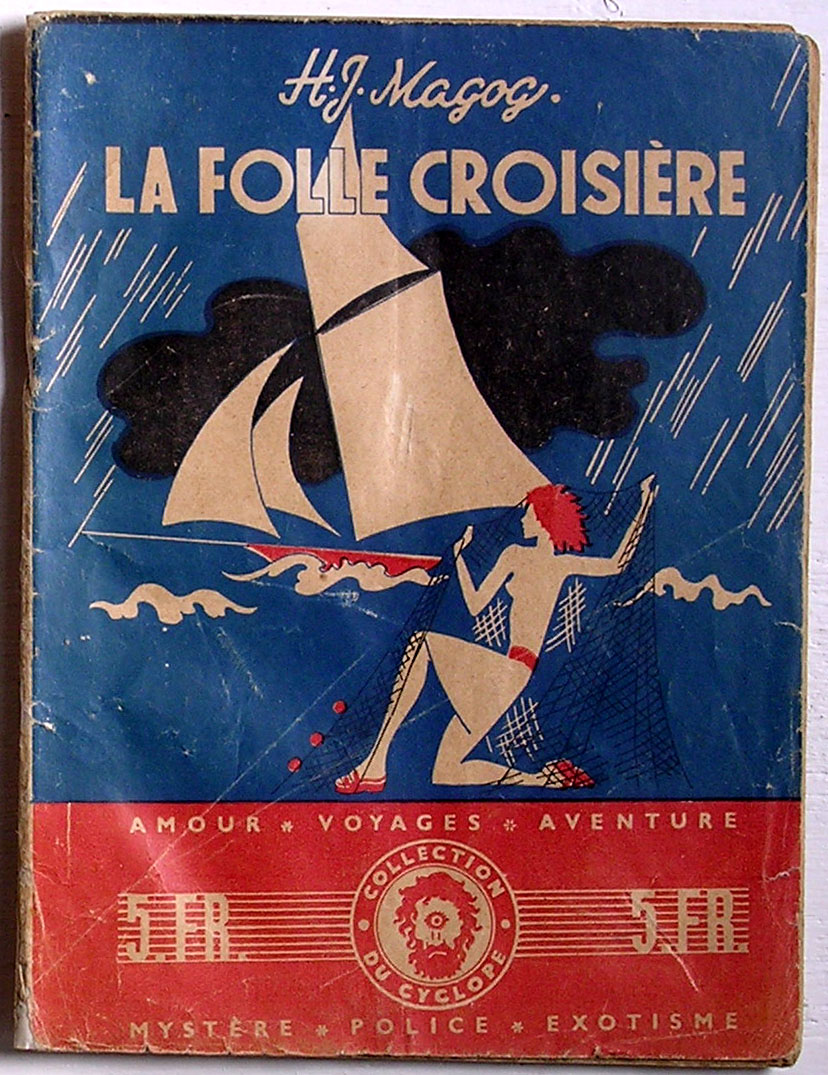 H.J. Magog.
LA FOLLE CROISIÈRE
AMOUR * VOYAGES * AVENTURE
5.FR.
COLLECTION
DU CYCLOPE
5.FR.
MYSTÈRE * POLICE * EXOTISME